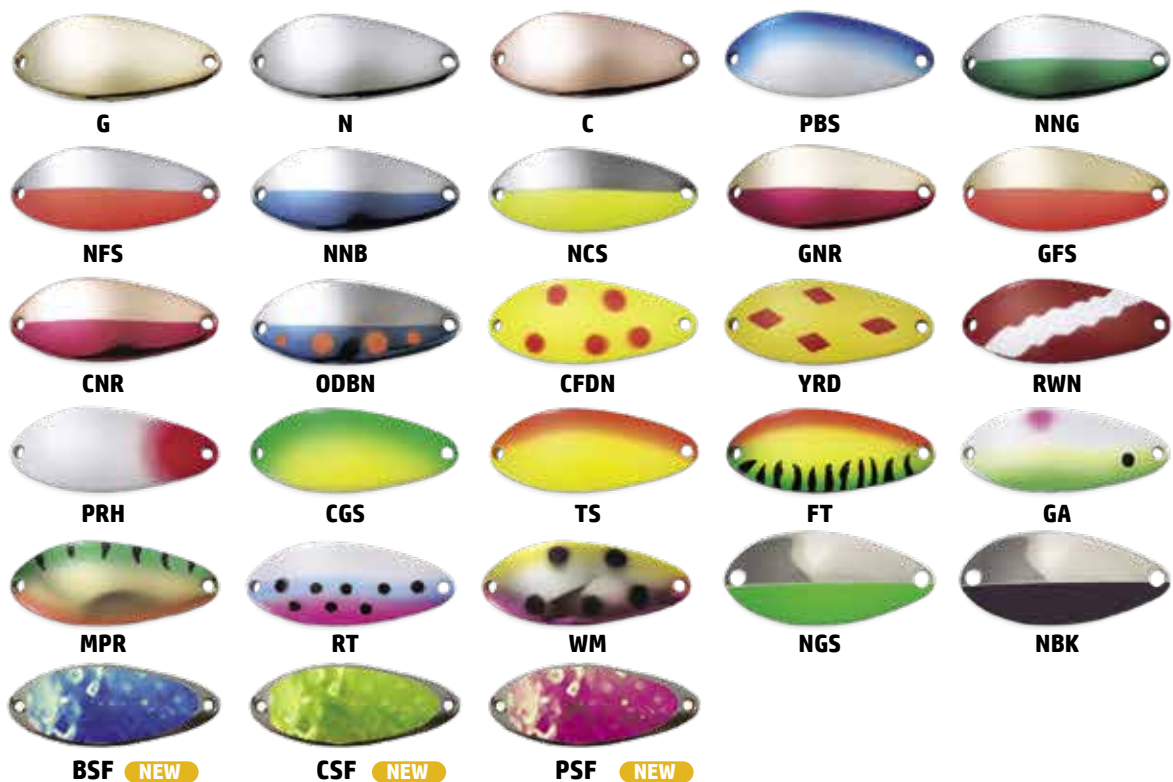 G N C PBS NNG
NFS NNB NCS GNR GFS
CNR ODBN CFDN YRD RWN
PRH CGS TS FT GA
MPR RT WM NGS NBK
BSF NEW CSF NEW PSF NEW